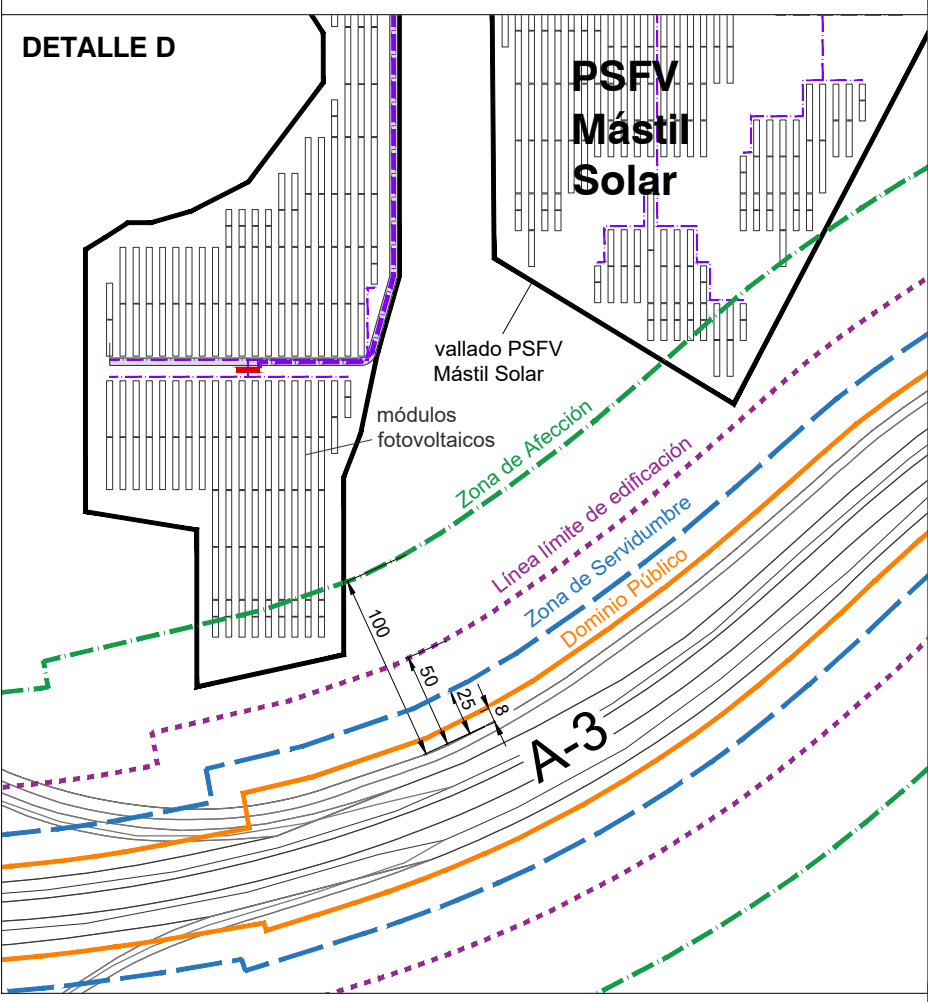 DETALLE D
PSFV
Mástil
Solar
vallado PSFV
Mástil Solar
módulos
fotovoltaicos
Zona de Afección
Línea límite de edificación
Zona de Servidumbre
Dominio Público
100
50
25
8
A-3